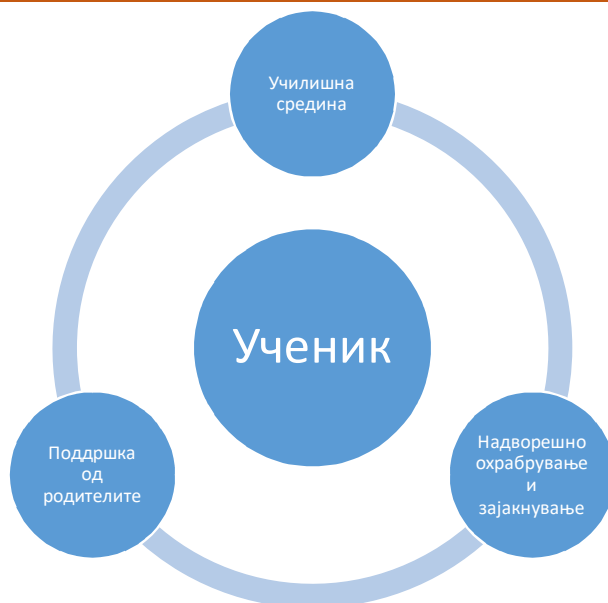 Училишна
средина
Ученик
Поддршка
од
родителите
Надворешно
охрабрување
и
зајакнување